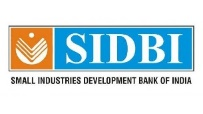 SIDBI
SMALL INDUSTRIES DEVELOPMENT BANK OF INDIA